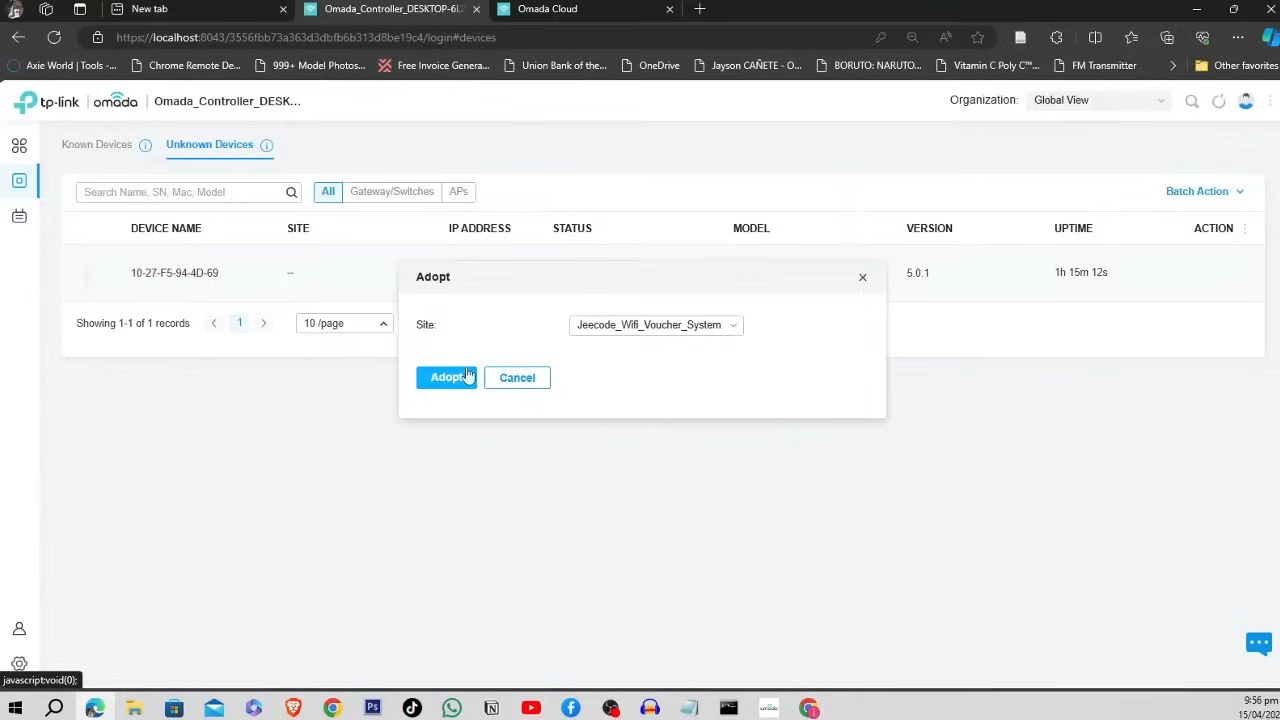 New tab
Omada_Controller_DESKTOP-6L2
Omada Cloud
https://localhost:8043/3556fbb73a363d3dbfb6b313d8be19c4/login#devices
Axie World | Tools -...
Chrome Remote De...
999+ Model Photos...
Free Invoice Genera...
Union Bank of the...
OneDrive
Jayson CAÑETE - O...
BORUTO: NARUTO...
Vitamin C Poly C™...
FM Transmitter
Other favorites
tp-link | omada | Omada_Controller_DESK...
Organization: Global View
Known Devices
Unknown Devices
Search Name, SN, Mac, Model
All Gateway/Switches APs
Batch Action
DEVICE NAME SITE IP ADDRESS STATUS MODEL VERSION UPTIME ACTION
10-27-F5-94-4D-69 -- 5.0.1 1h 15m 12s
Adopt
Showing 1-1 of 1 records < 1 > 10 /page
Site: Jeecode_Wifi_Voucher_System
Adopt Cancel
javascript:void(0);
9:56 pm
15/04/202